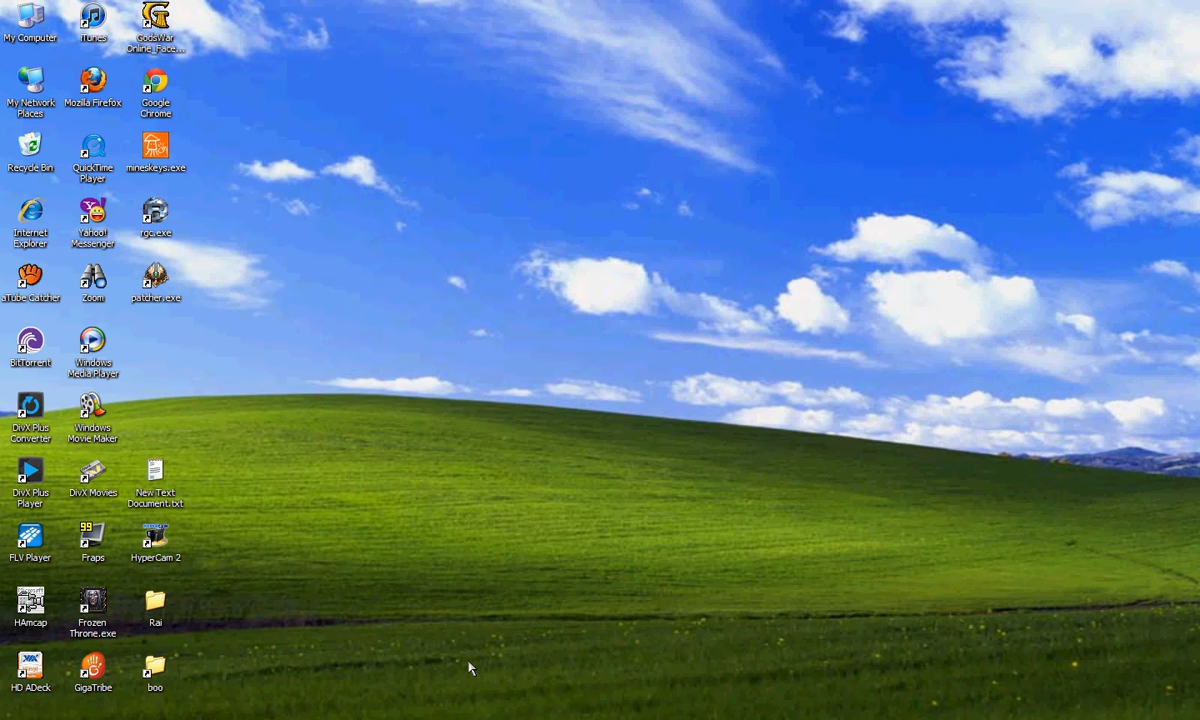 My Computer
iTunes
GodsWar
Online_Face...
My Network
Places
Mozilla Firefox
Google
Chrome
Recycle Bin
QuickTime
Player
mineskeys.exe
Internet
Explorer
Yahoo!
Messenger
rgc.exe
aTube Catcher
Zoom
patcher.exe
BitTorrent
Windows
Media Player
DivX Plus
Converter
Windows
Movie Maker
DivX Plus
Player
DivX Movies
New Text
Document.txt
FLV Player
99
Fraps
HyperCam 2
HAmcap
Frozen
Throne.exe
Rai
HD ADeck
GigaTribe
boo